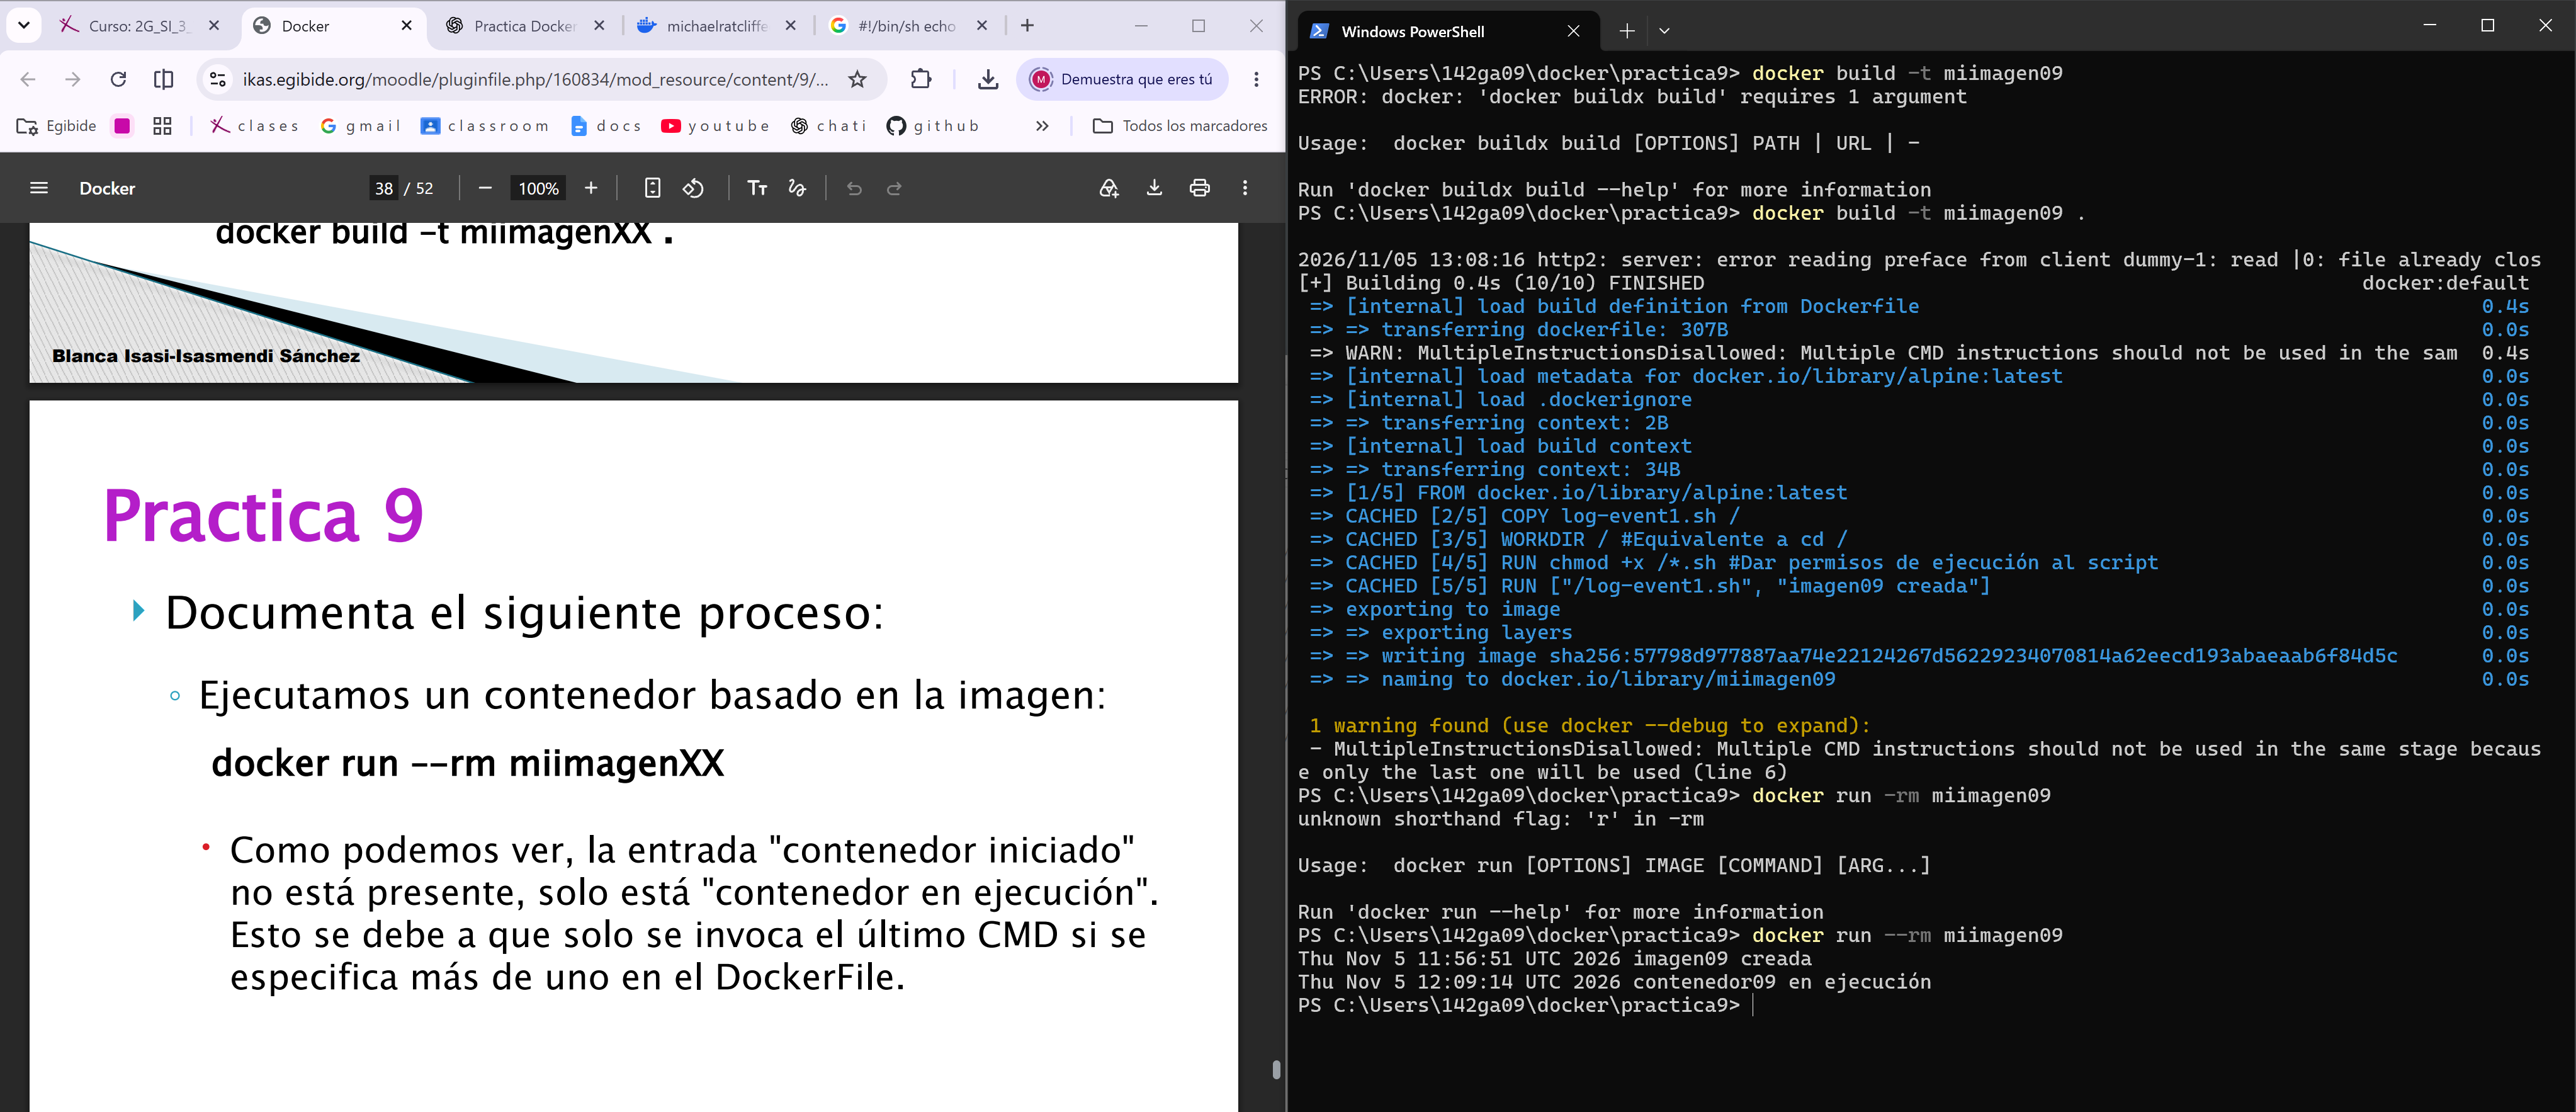 Curso: 2G_SI_3_
Docker
Practica Docker
michaelratcliffe
#!/bin/sh echo
ikas.egibide.org/moodle/pluginfile.php/160834/mod_resource/content/9/...
M
Demuestra que eres tú
Egibide
clases
gmail
classroom
docs
youtube
chati
github
Todos los marcadores
Docker
38 / 52
100%
docker build -t miimagenXX .
Blanca Isasi-Isasmendi Sánchez
Practica 9
Documenta el siguiente proceso:
Ejecutamos un contenedor basado en la imagen:
docker run --rm miimagenXX
Como podemos ver, la entrada "contenedor iniciado"
no está presente, solo está "contenedor en ejecución".
Esto se debe a que solo se invoca el último CMD si se
especifica más de uno en el DockerFile.
Windows PowerShell
PS C:\Users\142ga09\docker\practica9> docker build -t miimagen09
ERROR: docker: 'docker buildx build' requires 1 argument
Usage:  docker buildx build [OPTIONS] PATH | URL | -
Run 'docker buildx build --help' for more information
PS C:\Users\142ga09\docker\practica9> docker build -t miimagen09 .
2026/11/05 13:08:16 http2: server: error reading preface from client dummy-1: read |0: file already clos
[+] Building 0.4s (10/10) FINISHED docker:default
=> [internal] load build definition from Dockerfile 0.4s
=> => transferring dockerfile: 307B 0.0s
=> WARN: MultipleInstructionsDisallowed: Multiple CMD instructions should not be used in the sam 0.4s
=> [internal] load metadata for docker.io/library/alpine:latest 0.0s
=> [internal] load .dockerignore 0.0s
=> => transferring context: 2B 0.0s
=> [internal] load build context 0.0s
=> => transferring context: 34B 0.0s
=> [1/5] FROM docker.io/library/alpine:latest 0.0s
=> CACHED [2/5] COPY log-event1.sh / 0.0s
=> CACHED [3/5] WORKDIR / #Equivalente a cd / 0.0s
=> CACHED [4/5] RUN chmod +x /*.sh #Dar permisos de ejecución al script 0.0s
=> CACHED [5/5] RUN ["/log-event1.sh", "imagen09 creada"] 0.0s
=> exporting to image 0.0s
=> => exporting layers 0.0s
=> => writing image sha256:57798d977887aa74e22124267d562292340708​14a62eecd193abaeaab6f84d5c 0.0s
=> => naming to docker.io/library/miimagen09 0.0s
1 warning found (use docker --debug to expand):
- MultipleInstructionsDisallowed: Multiple CMD instructions should not be used in the same stage becaus
e only the last one will be used (line 6)
PS C:\Users\142ga09\docker\practica9> docker run -rm miimagen09
unknown shorthand flag: 'r' in -rm
Usage:  docker run [OPTIONS] IMAGE [COMMAND] [ARG...]
Run 'docker run --help' for more information
PS C:\Users\142ga09\docker\practica9> docker run --rm miimagen09
Thu Nov 5 11:56:51 UTC 2026 imagen09 creada
Thu Nov 5 12:09:14 UTC 2026 contenedor09 en ejecución
PS C:\Users\142ga09\docker\practica9>